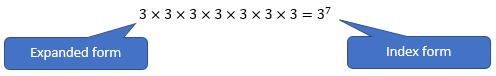 3 × 3 × 3 × 3 × 3 × 3 × 3 = 3⁷
Expanded form
Index form